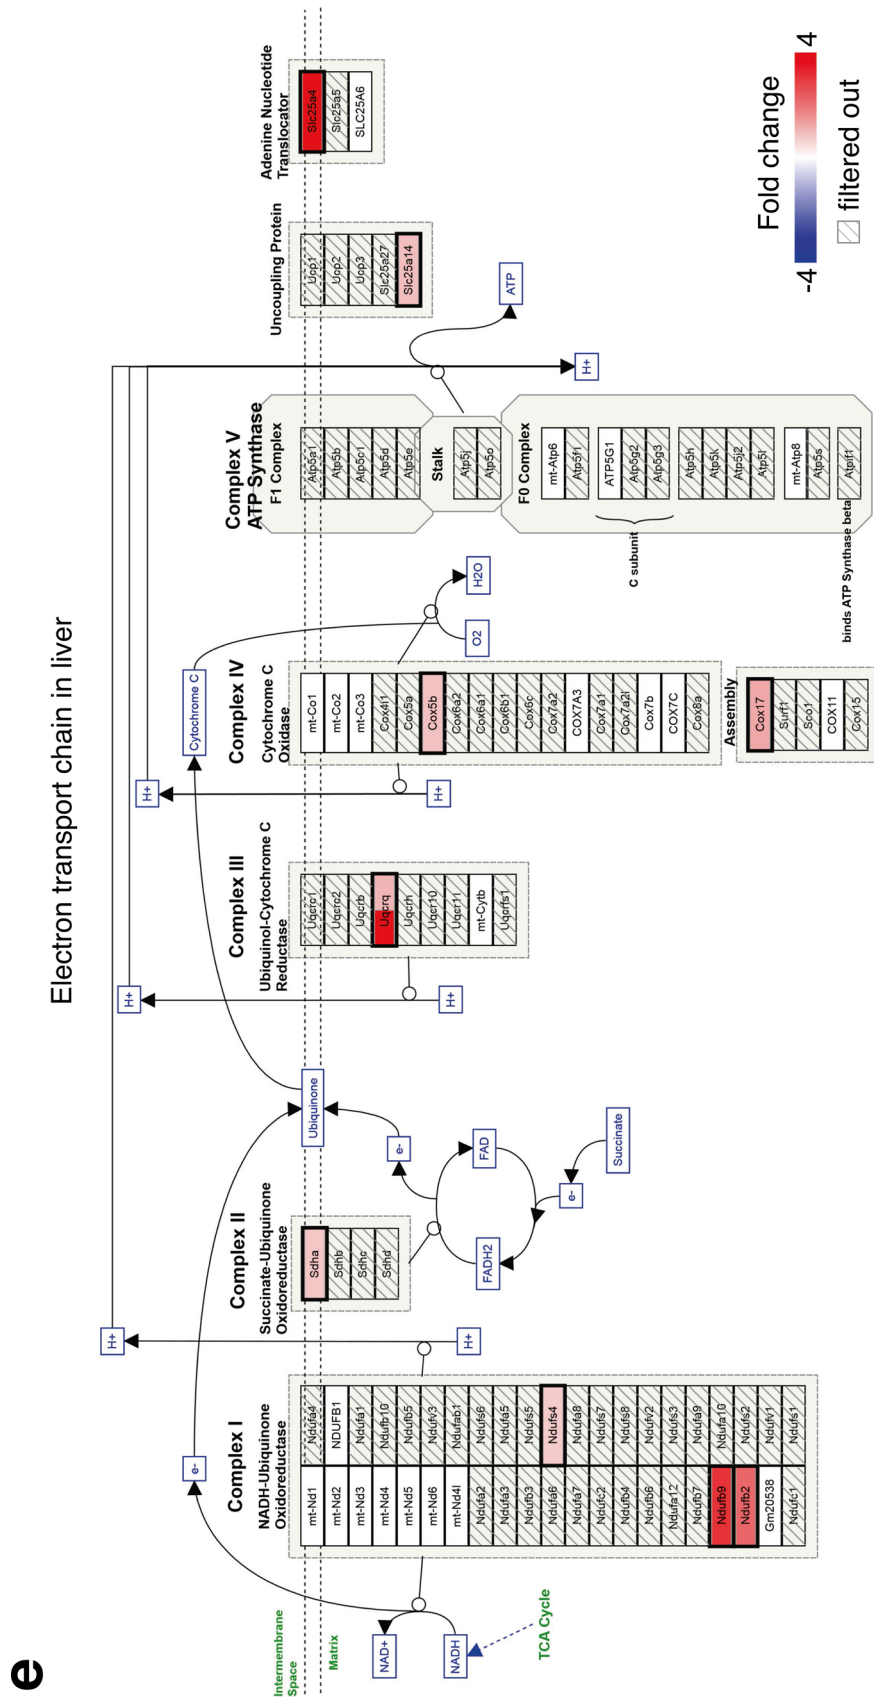 e
Electron transport chain in liver
Intermembrane
Space
Matrix
NAD+
NADH
TCA Cycle
e-
Complex I
NADH-Ubiquinone
Oxidoreductase
mt-Nd1
mt-Nd2
mt-Nd3
mt-Nd4
mt-Nd5
mt-Nd6
mt-Nd4l
Ndufa2
Ndufa3
Ndufb3
Ndufa6
Ndufa7
Ndufc2
Ndufb4
Ndufb6
Ndufa12
Ndufb7
Ndufb9
Ndufb2
Gm20538
Ndufc1
Ndufa4
NDUFB1
Ndufa1
Ndufb10
Ndufb5
Ndufv3
Ndufab1
Ndufs6
Ndufa5
Ndufs5
Ndufs4
Ndufa8
Ndufs7
Ndufs8
Ndufv2
Ndufs3
Ndufa9
Ndufa10
Ndufs2
Ndufv1
Ndufs1
H+
H+
Complex II
Succinate-Ubiquinone
Oxidoreductase
Sdha
Sdhb
Sdhc
Sdhd
FADH2
FAD
e-
e-
Succinate
Ubiquinone
H+
H+
Complex III
Ubiquinol-Cytochrome C
Reductase
Uqcrc1
Uqcrc2
Uqcrb
Uqcrq
Uqcrh
Uqcr10
Uqcr11
mt-Cytb
Uqcrfs1
H+
H+
Cytochrome C
Complex IV
Cytochrome C
Oxidase
mt-Co1
mt-Co2
mt-Co3
Cox4i1
Cox5a
Cox5b
Cox6a2
Cox6a1
Cox6b1
Cox6c
Cox7a2
COX7A3
Cox7a1
Cox7a2l
Cox7b
COX7C
Cox8a
Assembly
Cox17
Surf1
Sco1
COX11
Cox15
O2
H2O
Complex V
ATP Synthase
F1 Complex
Atp5a1
Atp5b
Atp5c1
Atp5d
Atp5e
Stalk
Atp5j
Atp5o
F0 Complex
mt-Atp6
Atp5f1
ATP5G1
Atp5g2
Atp5g3
C subunit
Atp5h
Atp5k
Atp5j2
Atp5l
mt-Atp8
Atp5s
Atpif1
binds ATP Synthase beta
H+
ATP
Uncoupling Protein
Ucp1
Ucp2
Ucp3
Slc25a27
Slc25a14
Adenine Nucleotide
Translocator
Slc25a4
Slc25a5
SLC25A6
Fold change
-4 4
filtered out